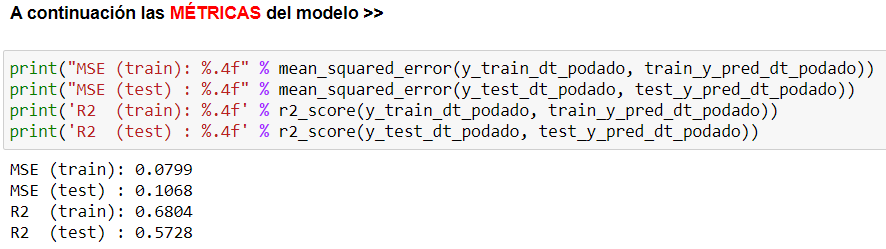 A continuación las MÉTRICAS del modelo >>
print("MSE (train): %.4f" % mean_squared_error(y_train_dt_podado, train_y_pred_dt_podado))
print("MSE (test) : %.4f" % mean_squared_error(y_test_dt_podado, test_y_pred_dt_podado))
print('R2  (train): %.4f' % r2_score(y_train_dt_podado, train_y_pred_dt_podado))
print('R2  (test) : %.4f' % r2_score(y_test_dt_podado, test_y_pred_dt_podado))
MSE (train): 0.0799
MSE (test) : 0.1068
R2  (train): 0.6804
R2  (test) : 0.5728